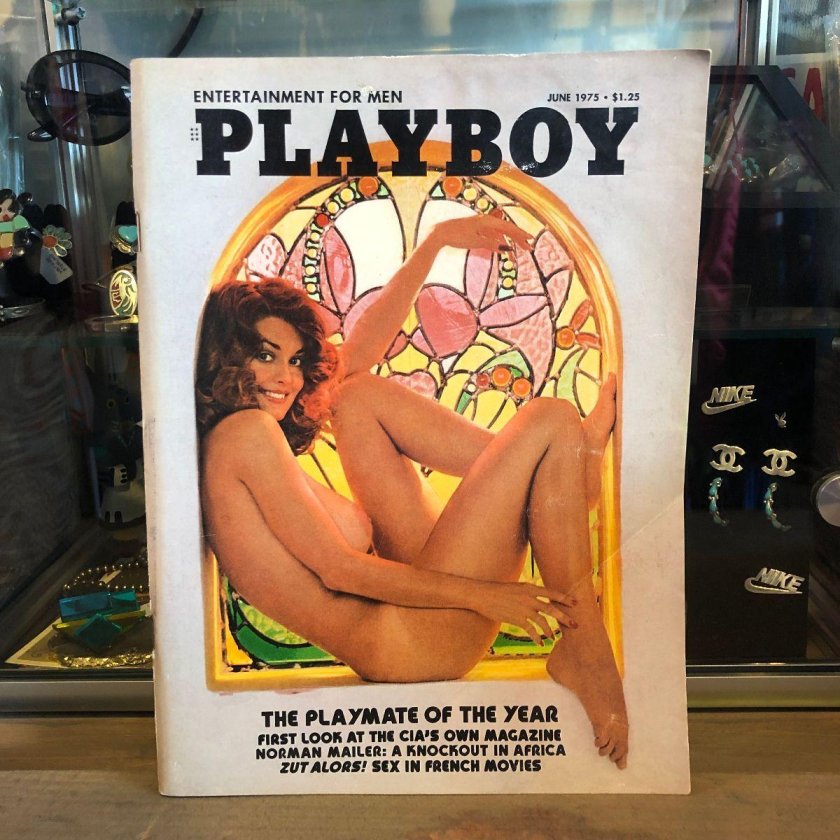 ENTERTAINMENT FOR MEN
JUNE 1975 • $1.25
PLAYBOY
THE PLAYMATE OF THE YEAR
FIRST LOOK AT THE CIA'S OWN MAGAZINE
NORMAN MAILER: A KNOCKOUT IN AFRICA
ZUT ALORS! SEX IN FRENCH MOVIES
NIKE
NIKE